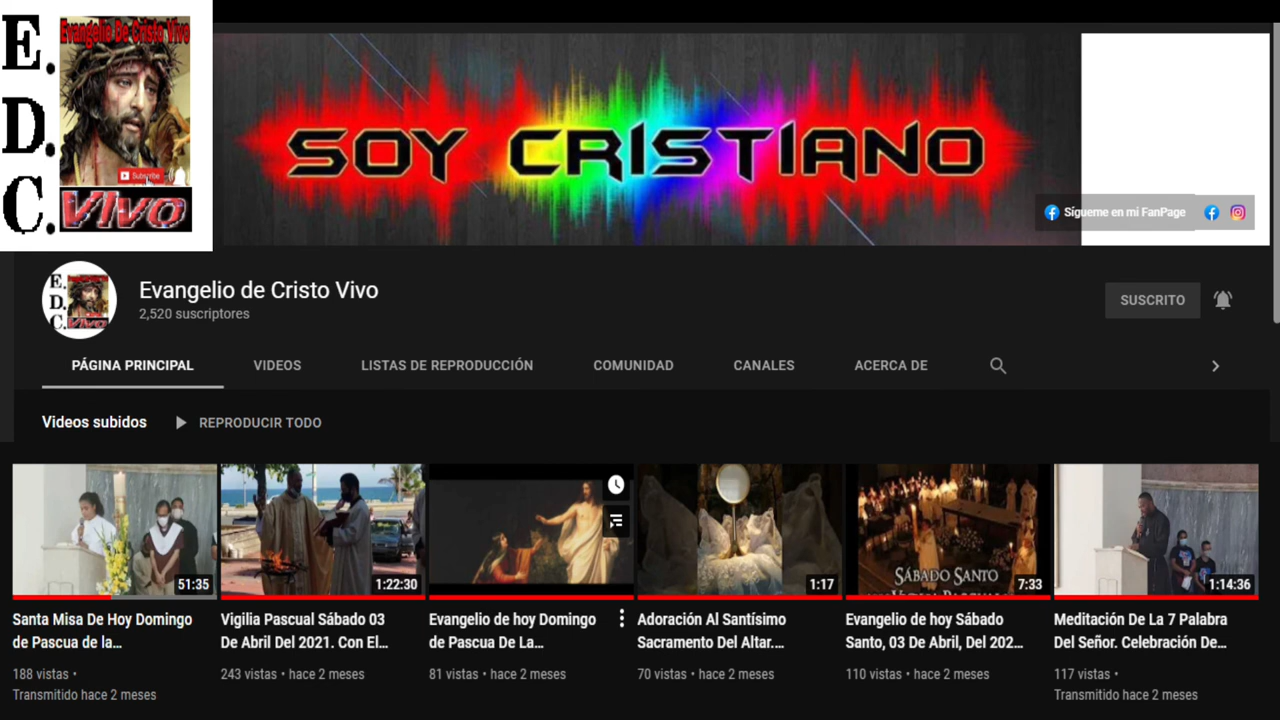 E.
D.
C.
Evangelio De Cristo Vivo
Subscribe
Vivo
SOY CRISTIANO
Sígueme en mi FanPage
E.
D.
C.
Vivo
Evangelio de Cristo Vivo
2,520 suscriptores
SUSCRITO
PÁGINA PRINCIPAL
VIDEOS
LISTAS DE REPRODUCCIÓN
COMUNIDAD
CANALES
ACERCA DE
Videos subidos
REPRODUCIR TODO
51:35
1:22:30
1:17
SÁBADO SANTO
7:33
1:14:36
Santa Misa De Hoy Domingo
de Pascua de la...
188 vistas •
Transmitido hace 2 meses
Vigilia Pascual Sábado 03
De Abril Del 2021. Con El...
243 vistas • hace 2 meses
Evangelio de hoy Domingo
de Pascua De La...
81 vistas • hace 2 meses
Adoración Al Santísimo
Sacramento Del Altar....
70 vistas • hace 2 meses
Evangelio de hoy Sábado
Santo, 03 De Abril, Del 202...
110 vistas • hace 2 meses
Meditación De La 7 Palabra
Del Señor. Celebración De...
117 vistas •
Transmitido hace 2 meses